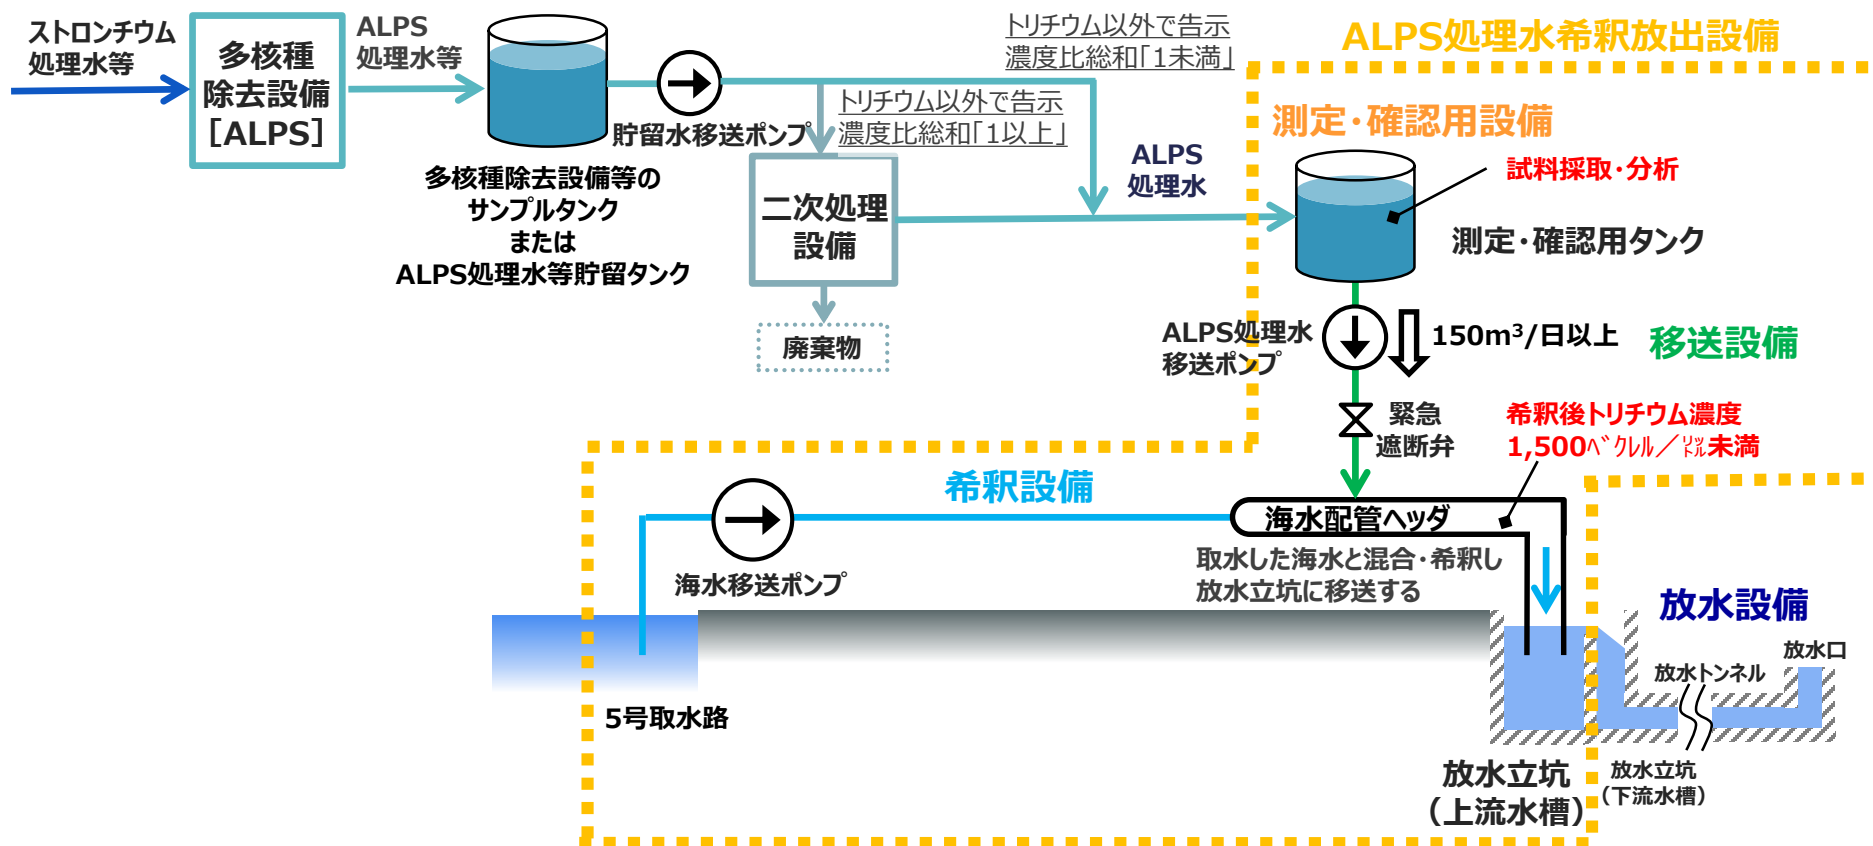 ストロンチウム
処理水等
多核種
除去設備
[ALPS]
ALPS
処理水等
貯留水移送ポンプ
多核種除去設備等の
サンプルタンク
または
ALPS処理水等貯留タンク
トリチウム以外で告示
濃度比総和「1未満」
トリチウム以外で告示
濃度比総和「1以上」
二次処理
設備
廃棄物
ALPS
処理水
ALPS処理水希釈放出設備
測定・確認用設備
試料採取・分析
測定・確認用タンク
ALPS処理水
移送ポンプ
150m³/日以上
移送設備
緊急
遮断弁
希釈後トリチウム濃度
1,500ベクレル/リットル未満
希釈設備
海水移送ポンプ
海水配管ヘッダ
取水した海水と混合・希釈し
放水立坑に移送する
5号取水路
放水設備
放水口
放水トンネル
放水立坑
(上流水槽)
放水立坑
(下流水槽)